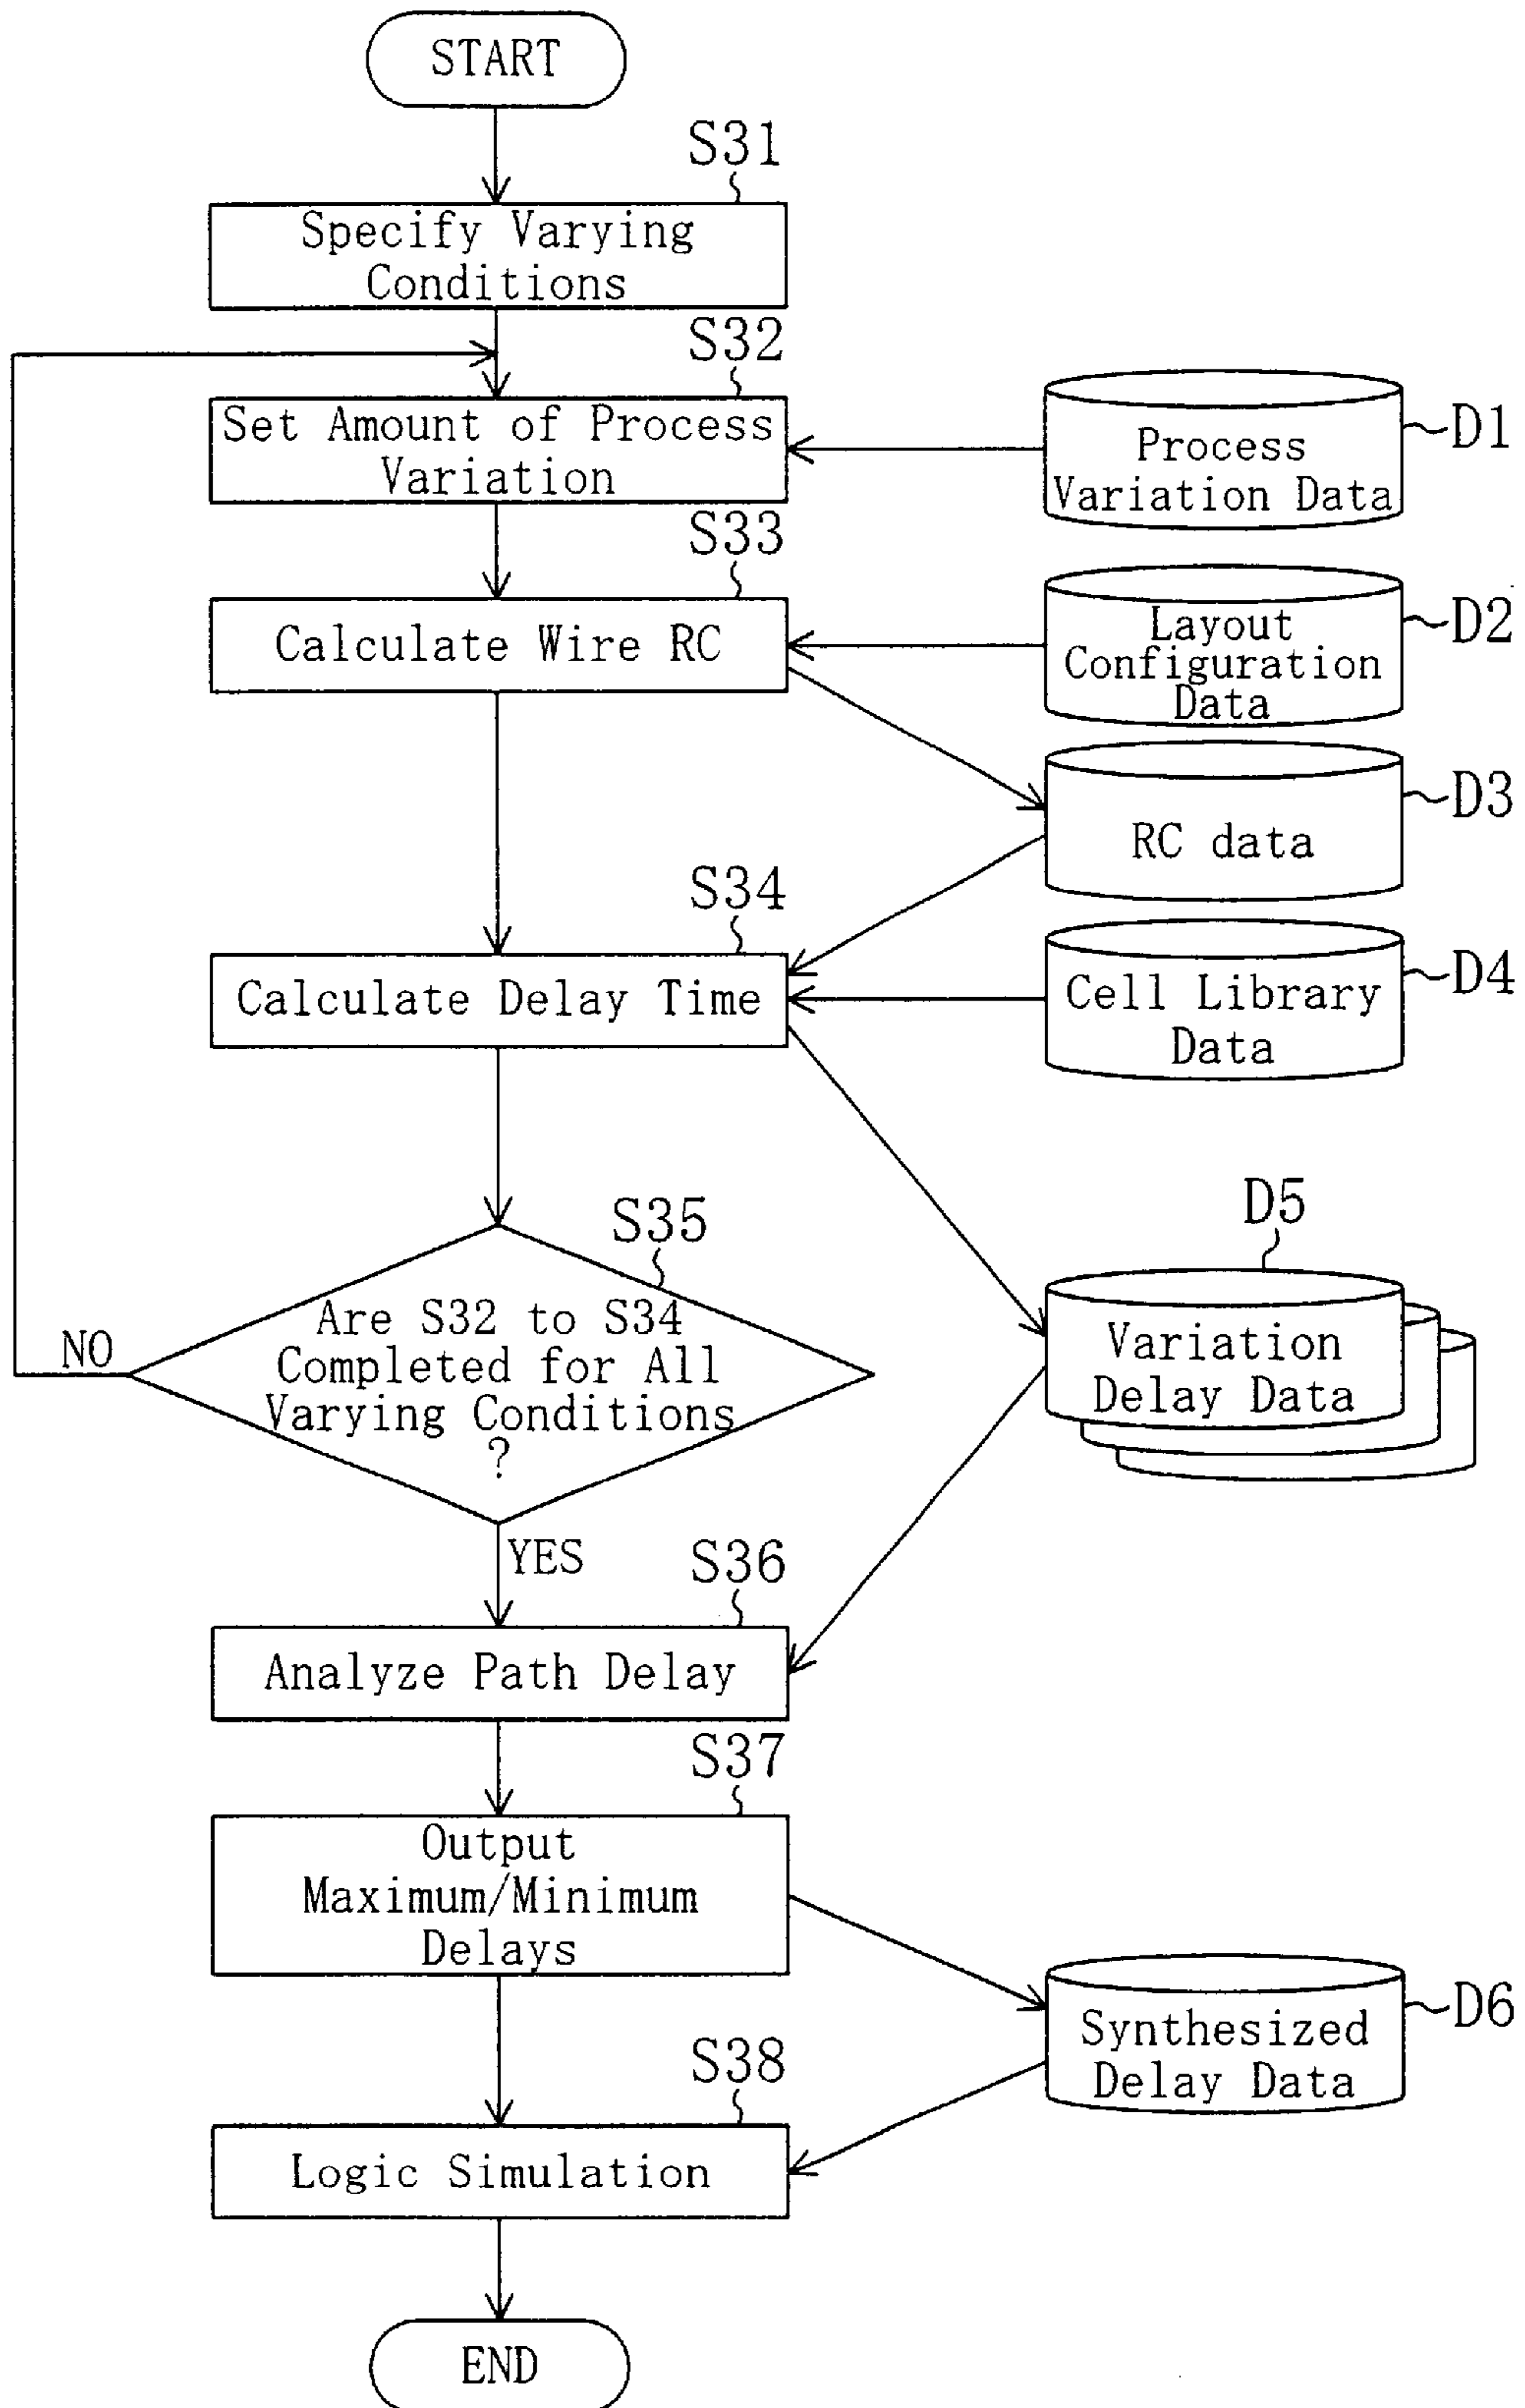 START
S31
Specify Varying
Conditions
S32
Set Amount of Process
Variation
Process
Variation Data
D1
S33
Calculate Wire RC
Layout
Configuration
Data
D2
RC data
D3
S34
Calculate Delay Time
Cell Library
Data
D4
S35
Are S32 to S34
Completed for All
Varying Conditions
?
NO
YES
D5
Variation
Delay Data
S36
Analyze Path Delay
S37
Output
Maximum/Minimum
Delays
Synthesized
Delay Data
D6
S38
Logic Simulation
END